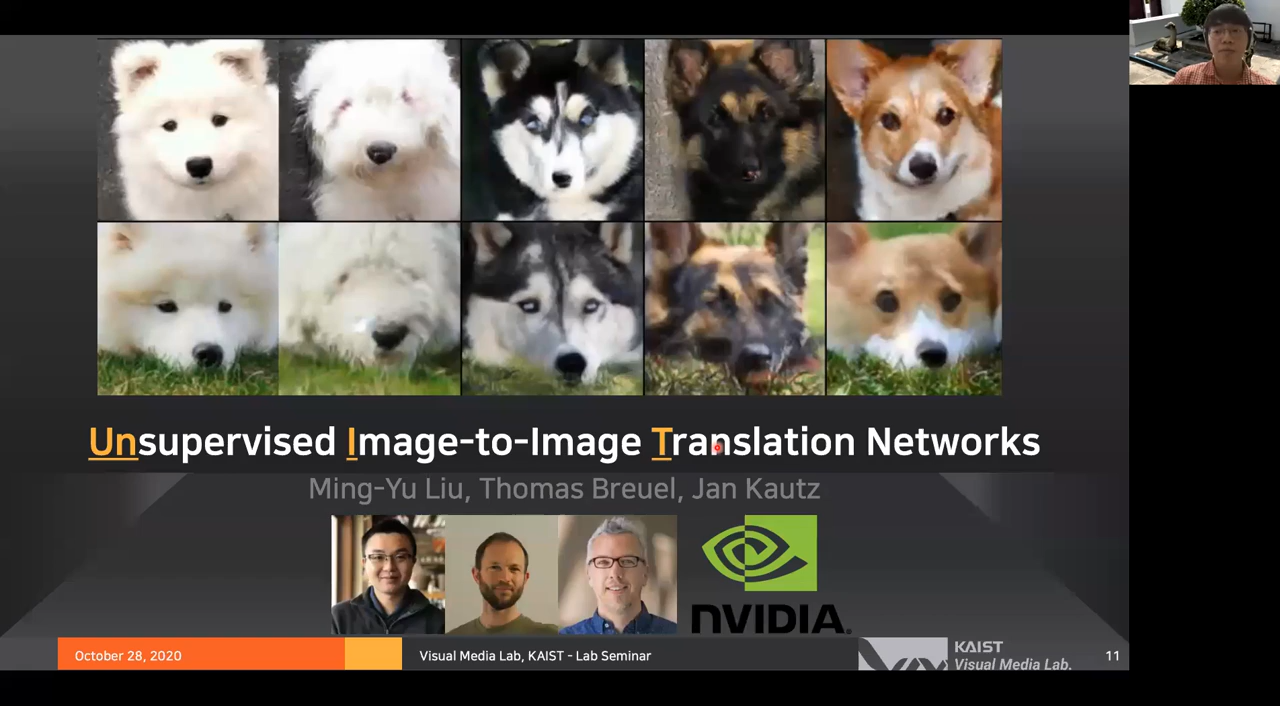 Unsupervised Image-to-Image Translation Networks
Ming-Yu Liu, Thomas Breuel, Jan Kautz
NVIDIA.
October 28, 2020
Visual Media Lab, KAIST - Lab Seminar
KAIST
Visual Media Lab.
11